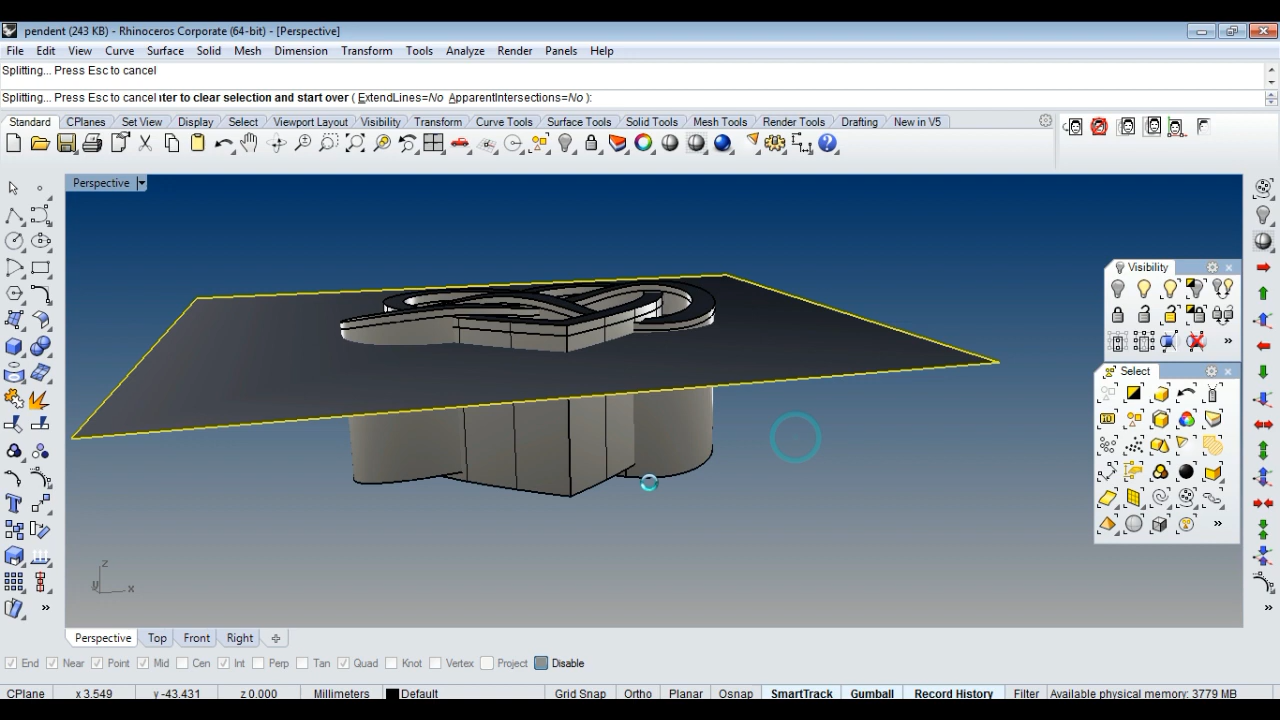 pendent (243 KB) - Rhinoceros Corporate (64-bit) - [Perspective]
File Edit View Curve Surface Solid Mesh Dimension Transform Tools Analyze Render Panels Help
Splitting... Press Esc to cancel
Splitting... Press Esc to cancel ter to clear selection and start over ( ExtendLines=No ApparentIntersections=No ):
Standard CPlanes Set View Display Select Viewport Layout Visibility Transform Curve Tools Surface Tools Solid Tools Mesh Tools Render Tools Drafting New in V5
Perspective
Visibility
Select
z
y x
Perspective Top Front Right
End Near Point Mid Cen Int Perp Tan Quad Knot Vertex Project Disable
CPlane x 3.549 y -43.431 z 0.000 Millimeters Default Grid Snap Ortho Planar Osnap SmartTrack Gumball Record History Filter Available physical memory: 3779 MB